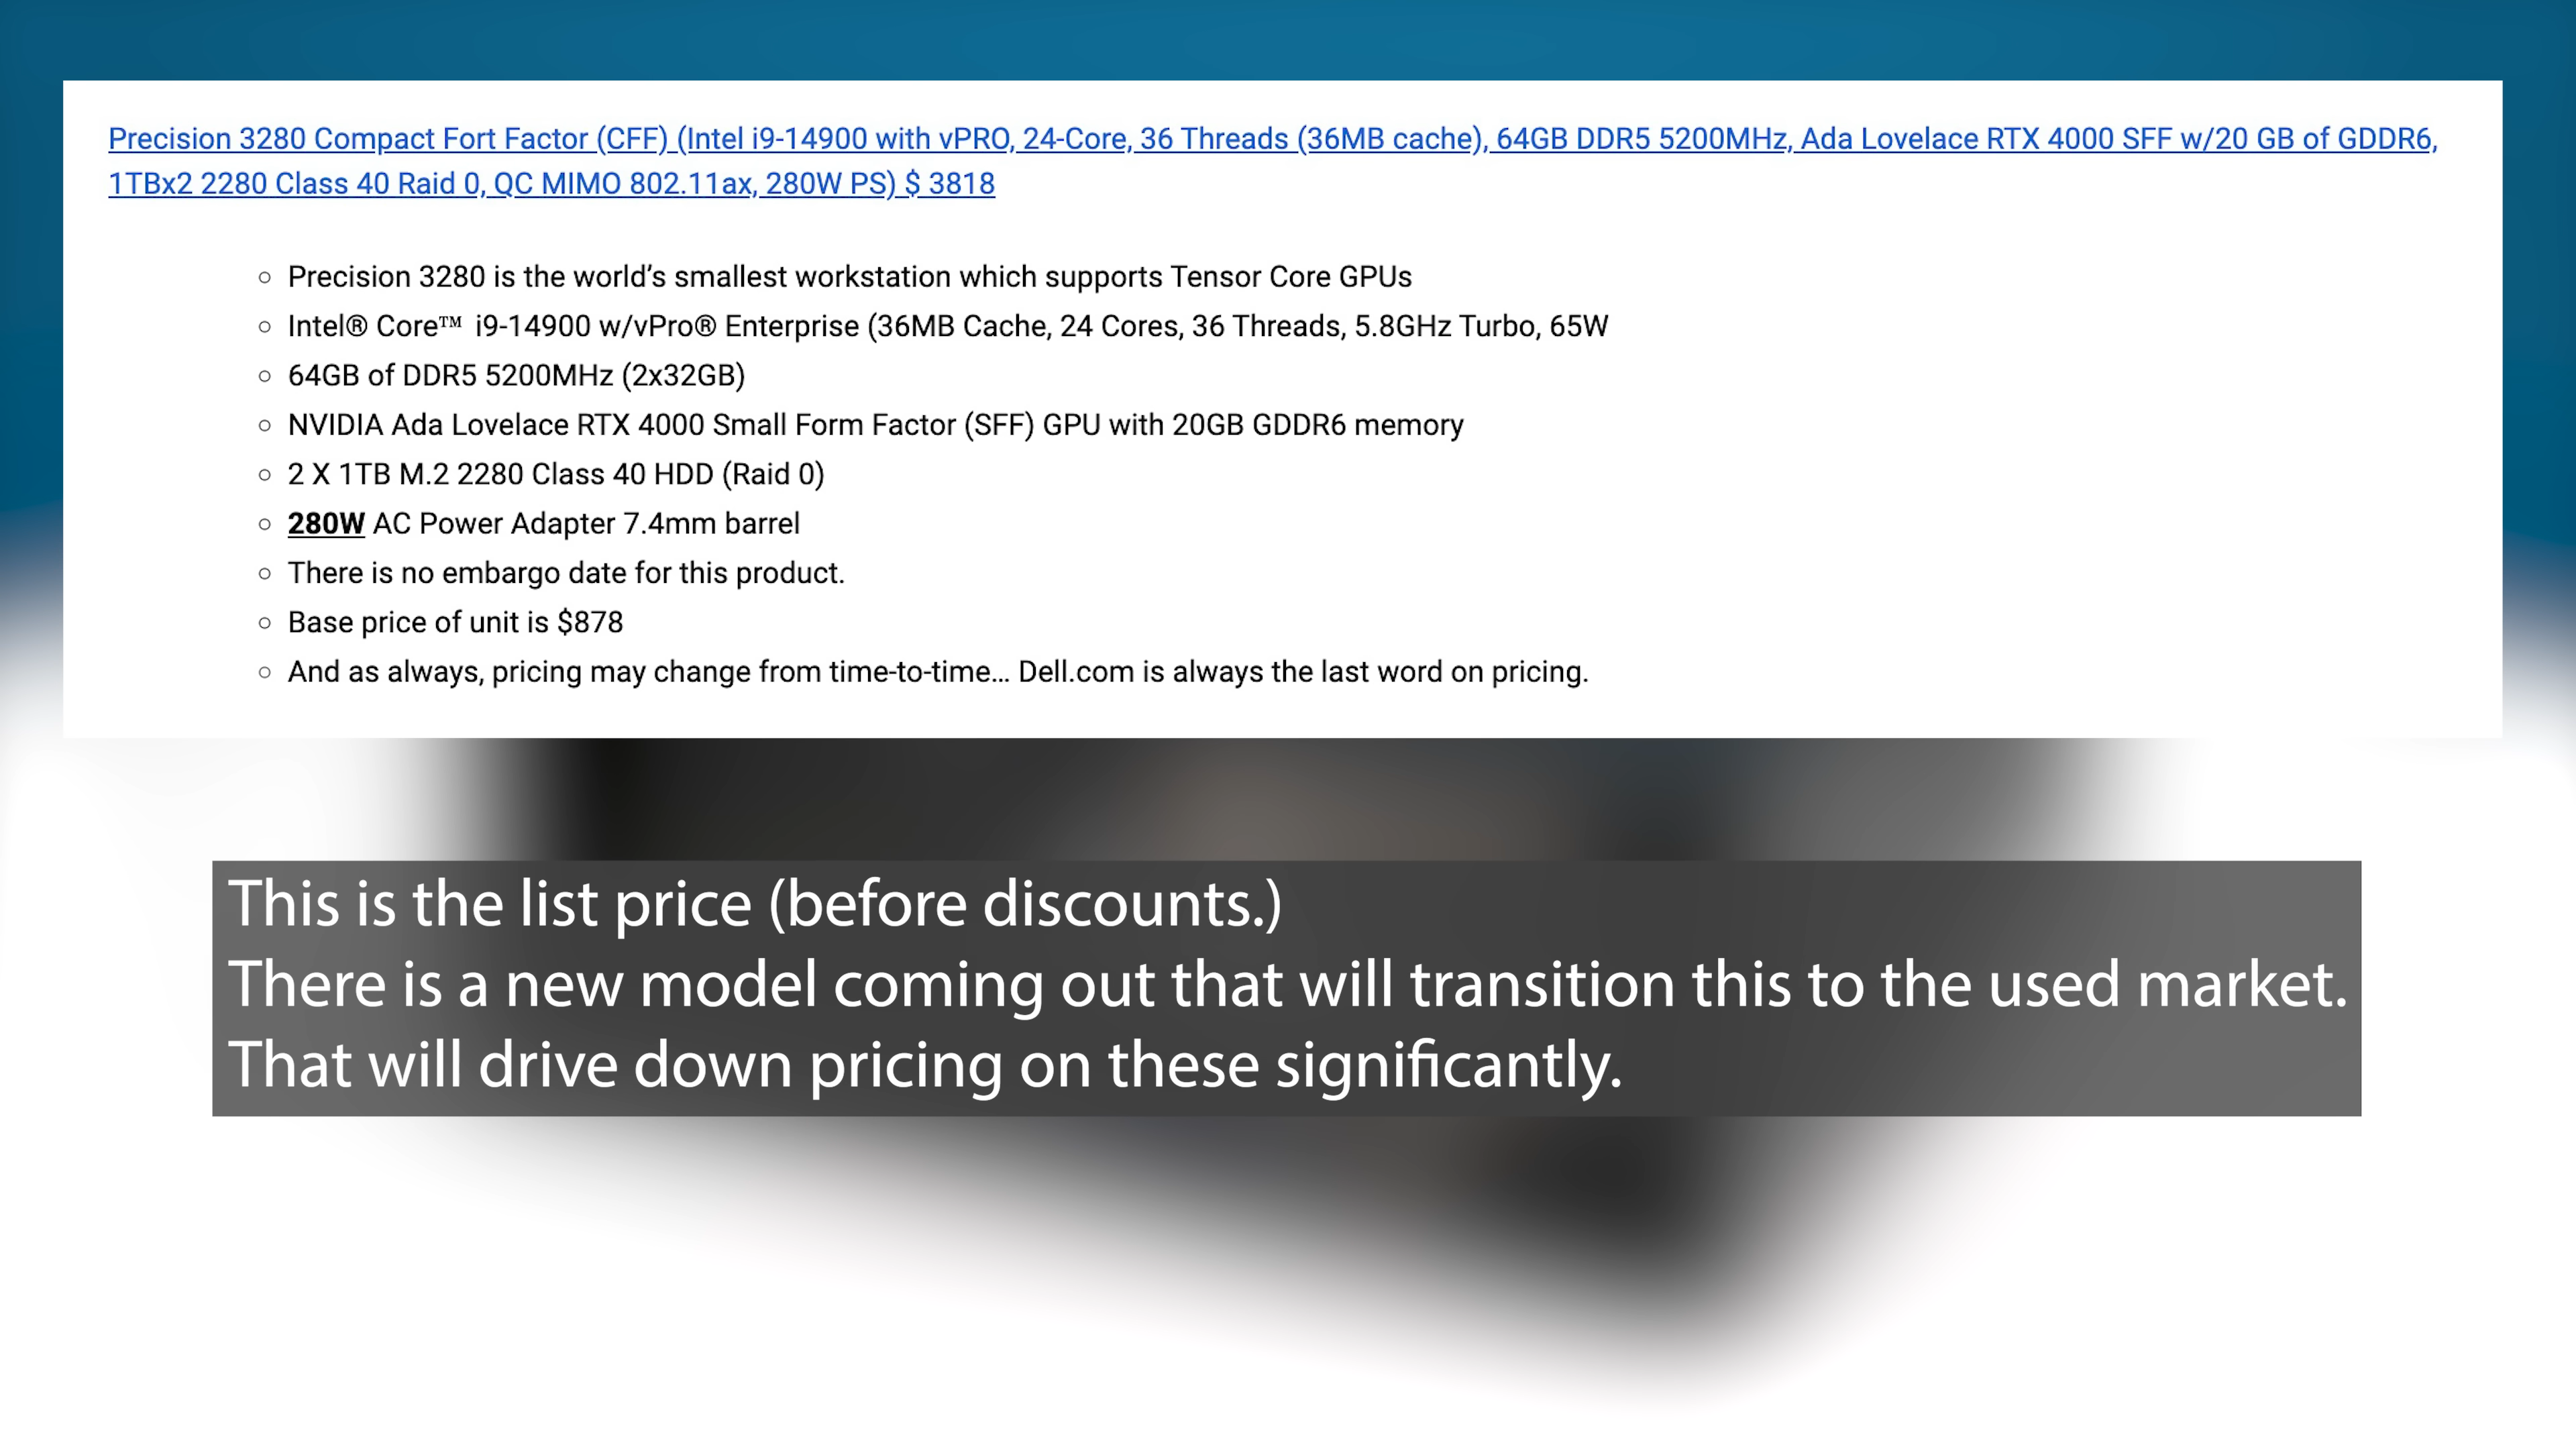 Precision 3280 Compact Fort Factor (CFF) (Intel i9-14900 with vPRO, 24-Core, 36 Threads (36MB cache), 64GB DDR5 5200MHz, Ada Lovelace RTX 4000 SFF w/20 GB of GDDR6,
1TBx2 2280 Class 40 Raid 0, QC MIMO 802.11ax, 280W PS) $ 3818
○ Precision 3280 is the world’s smallest workstation which supports Tensor Core GPUs
○ Intel® Core™ i9-14900 w/vPro® Enterprise (36MB Cache, 24 Cores, 36 Threads, 5.8GHz Turbo, 65W
○ 64GB of DDR5 5200MHz (2x32GB)
○ NVIDIA Ada Lovelace RTX 4000 Small Form Factor (SFF) GPU with 20GB GDDR6 memory
○ 2 X 1TB M.2 2280 Class 40 HDD (Raid 0)
○ 280W AC Power Adapter 7.4mm barrel
○ There is no embargo date for this product.
○ Base price of unit is $878
○ And as always, pricing may change from time-to-time… Dell.com is always the last word on pricing.
This is the list price (before discounts.)
There is a new model coming out that will transition this to the used market.
That will drive down pricing on these significantly.